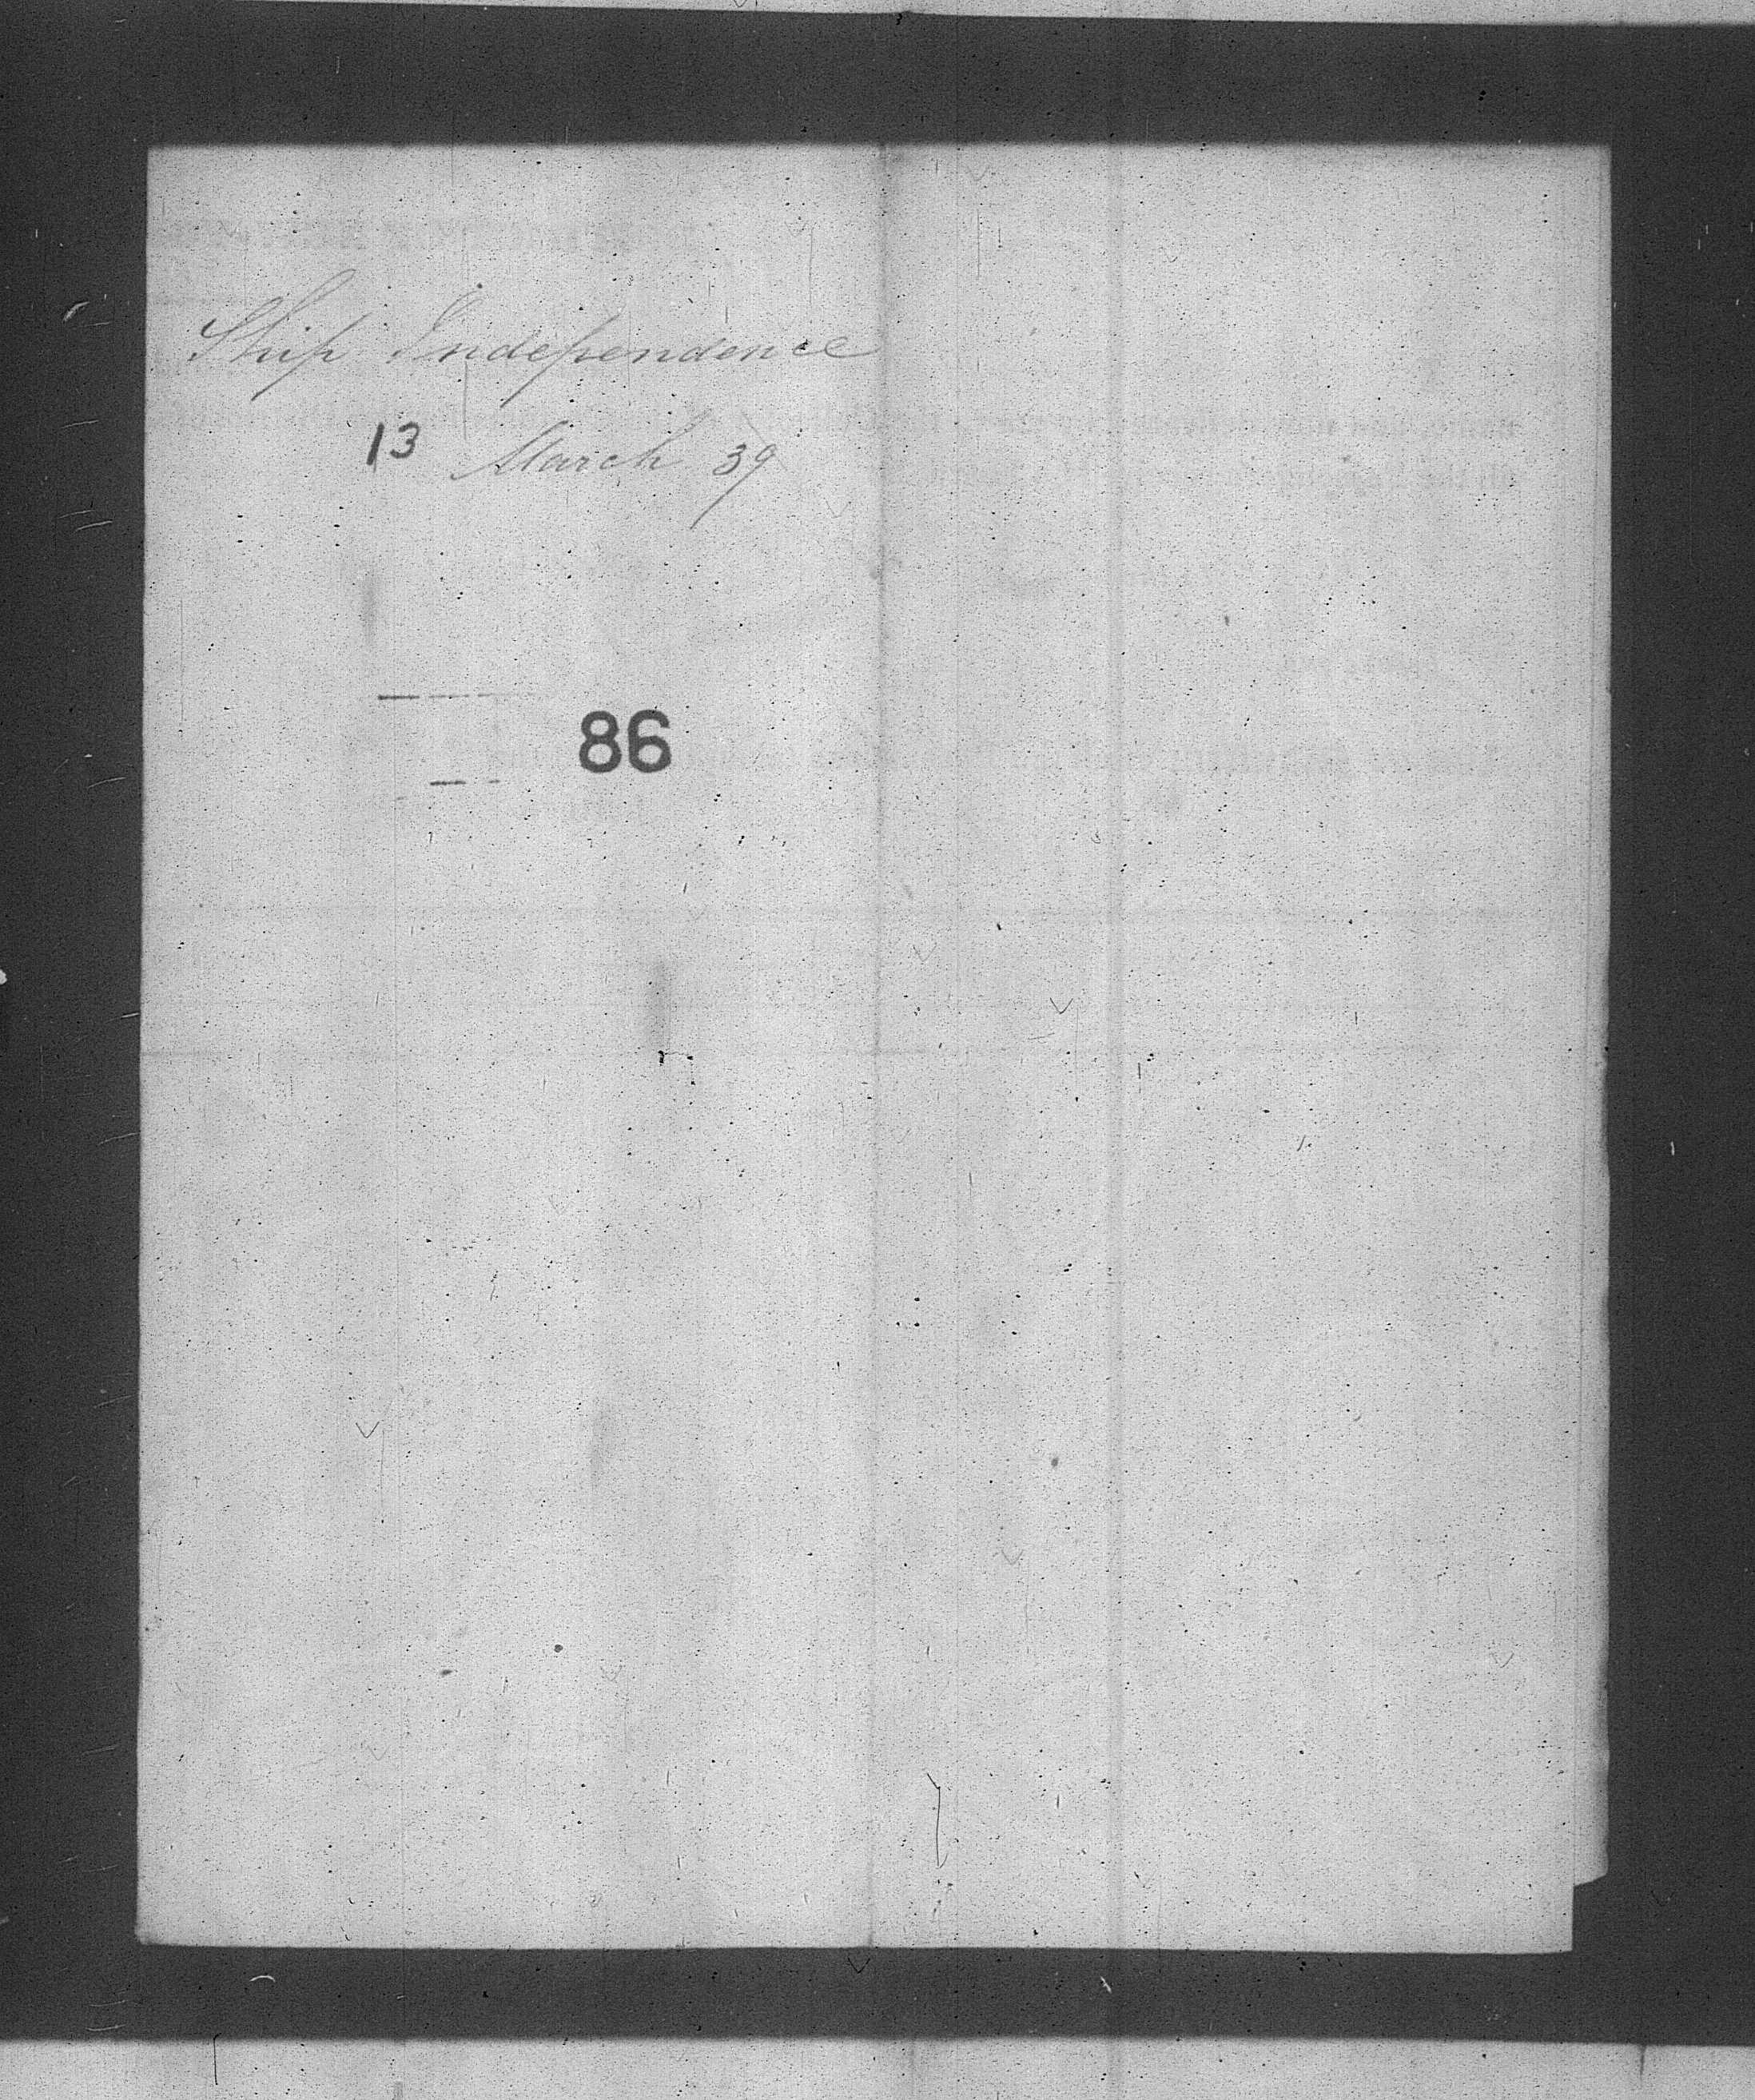 Ship Independence
13 March 39
86